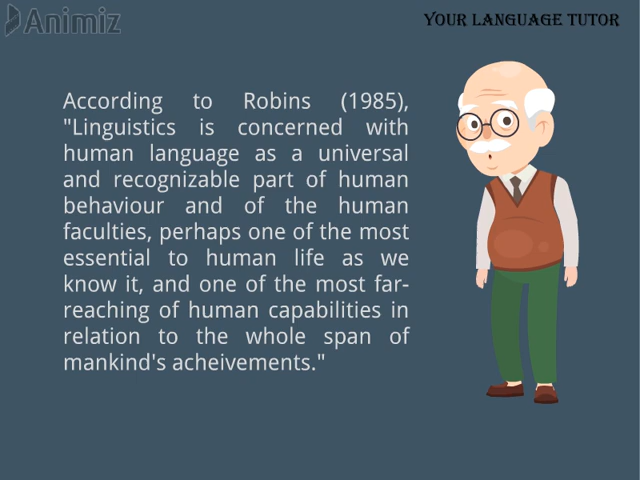 Animiz
YOUR LANGUAGE TUTOR
According to Robins (1985),
"Linguistics is concerned with
human language as a universal
and recognizable part of human
behaviour and of the human
faculties, perhaps one of the most
essential to human life as we
know it, and one of the most far-
reaching of human capabilities in
relation to the whole span of
mankind's acheivements."